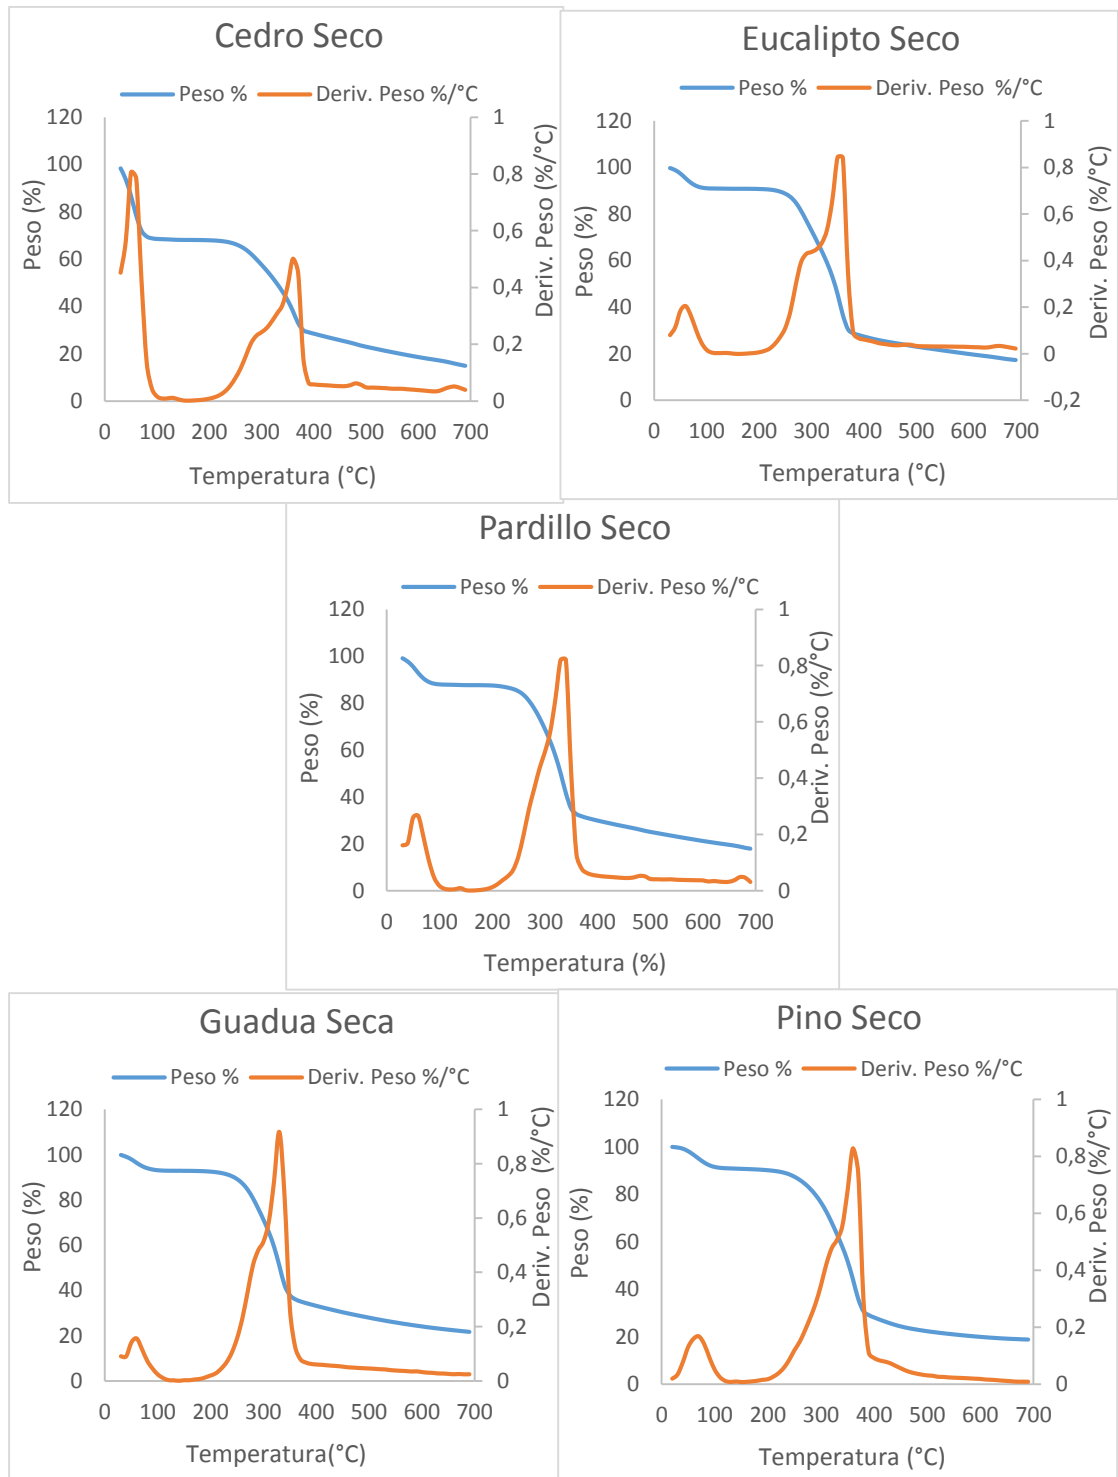 Cedro Seco
Peso %
Deriv. Peso %/°C
120
100
80
60
40
20
0
Peso (%)
1
0,8
0,6
0,4
0,2
0
Deriv. Peso (%/°C)
0 100 200 300 400 500 600 700
Temperatura (°C)
Eucalipto Seco
Peso %
Deriv. Peso %/°C
120
100
80
60
40
20
0
Peso (%)
1
0,8
0,6
0,4
0,2
0
-0,2
Deriv. Peso (%/°C)
0 100 200 300 400 500 600 700
Temperatura (°C)
Pardillo Seco
Peso %
Deriv. Peso %/°C
120
100
80
60
40
20
0
Peso (%)
1
0,8
0,6
0,4
0,2
0
Deriv. Peso (%/°C)
0 100 200 300 400 500 600 700
Temperatura (%)
Guadua Seca
Peso %
Deriv. Peso %/°C
120
100
80
60
40
20
0
Peso (%)
1
0,8
0,6
0,4
0,2
0
Deriv. Peso (%/°C)
0 100 200 300 400 500 600 700
Temperatura(°C)
Pino Seco
Peso %
Deriv. Peso %/°C
120
100
80
60
40
20
0
Peso (%)
1
0,8
0,6
0,4
0,2
0
Deriv. Peso (%/°C)
0 100 200 300 400 500 600 700
Temperatura (°C)